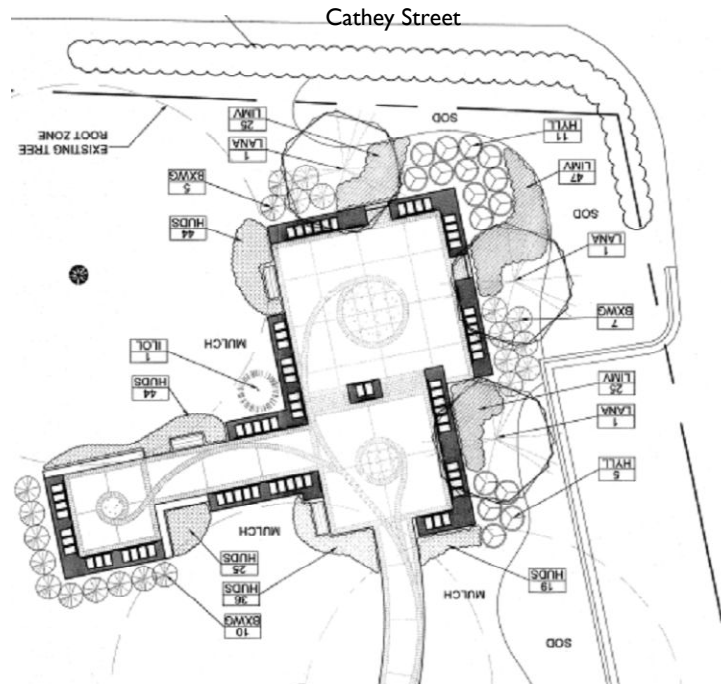 Cathey Street
EXISTING TREE
ROOT ZONE
SOD
25
LIMV
1
LANA
5
BXWG
44
HUDS
11
HYLL
47
LIMV
SOD
1
LANA
7
BXWG
MULCH
1
ILOL
44
HUDS
25
LIMV
1
LANA
5
HYLL
MULCH
25
HUDS
36
HUDS
10
BXWG
19
HUDS
MULCH
SOD